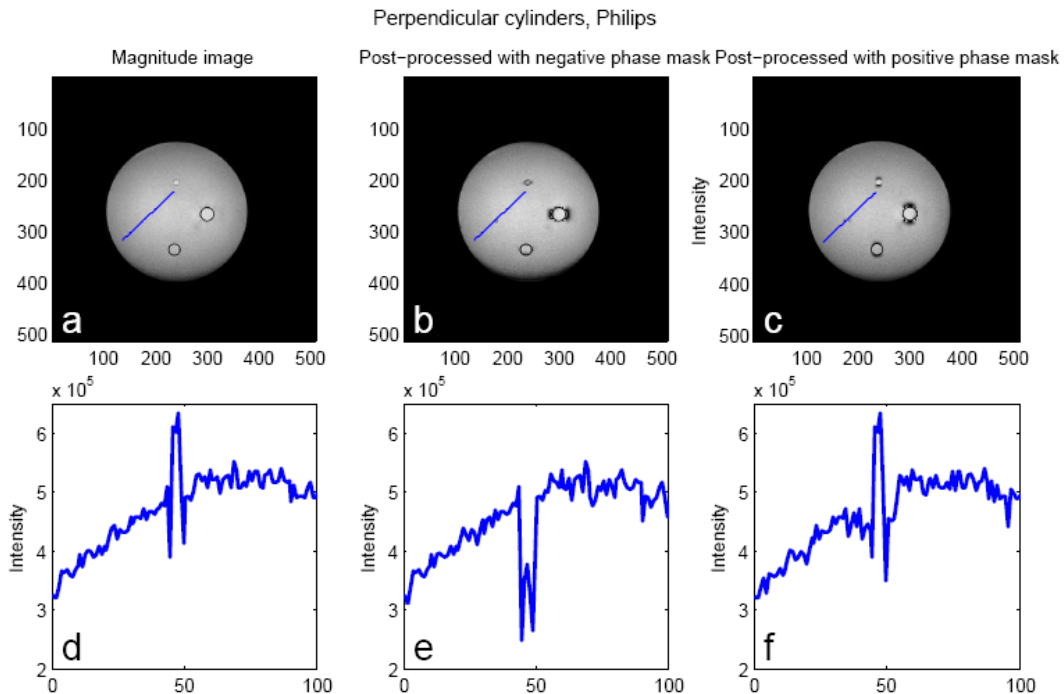 Perpendicular cylinders, Philips
Magnitude image
Post-processed with negative phase mask
Post-processed with positive phase mask
100
200
300
400
500
a
100 200 300 400 500
100
200
300
400
500
b
100 200 300 400 500
Intensity
100
200
300
400
500
c
100 200 300 400 500
x 10^5
6
5
4
3
2
Intensity
d
0 50 100
x 10^5
6
5
4
3
2
Intensity
e
0 50 100
x 10^5
6
5
4
3
2
Intensity
f
0 50 100